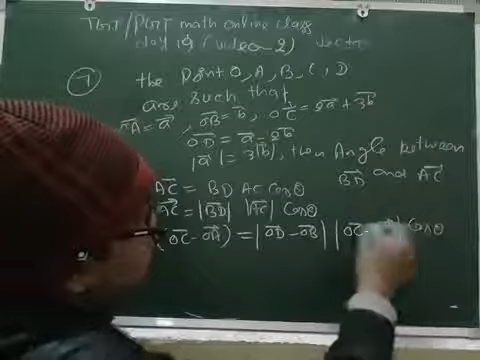 TGT/PGT math online class
day 19 (video-2) Vector
7 the Point O, A, B, C, D
are such that
OA⃗ = a⃗, OB⃗ = b⃗, OC⃗ = 2a⃗ + 3b⃗
OD⃗ = a⃗ - 2b⃗
|a⃗| = 3|b⃗|, then Angle between
BD⃗ and AC⃗
AC⃗ = BD AC Cosθ
AC⃗ = |BD⃗| |AC⃗| Cosθ
(OC⃗ - OA⃗) = |OD⃗ - OB⃗| |OC⃗ - | Cosθ